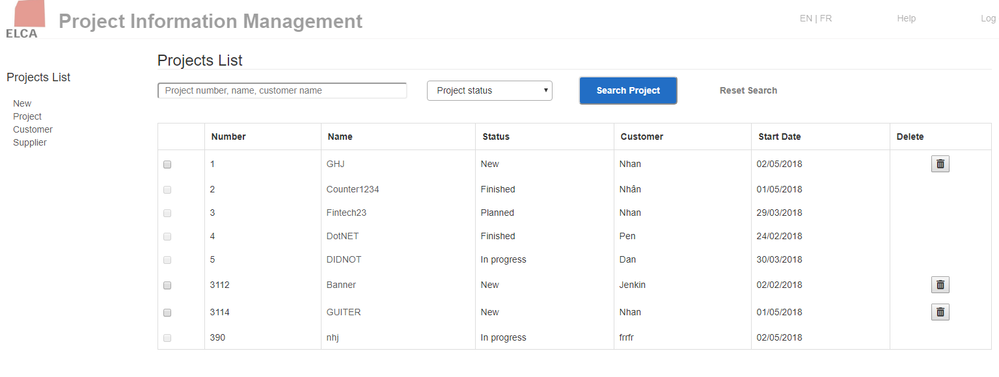 ELCA
Project Information Management
EN | FR
Help
Log
Projects List
New
Project
Customer
Supplier
Projects List
Project number, name, customer name
Project status
Search Project
Reset Search
Number Name Status Customer Start Date Delete
1 GHJ New Nhan 02/05/2018
2 Counter1234 Finished Nhân 01/05/2018
3 Fintech23 Planned Nhan 29/03/2018
4 DotNET Finished Pen 24/02/2018
5 DIDNOT In progress Dan 30/03/2018
3112 Banner New Jenkin 02/02/2018
3114 GUITER New Nhan 01/05/2018
390 nhj In progress frrfr 02/05/2018